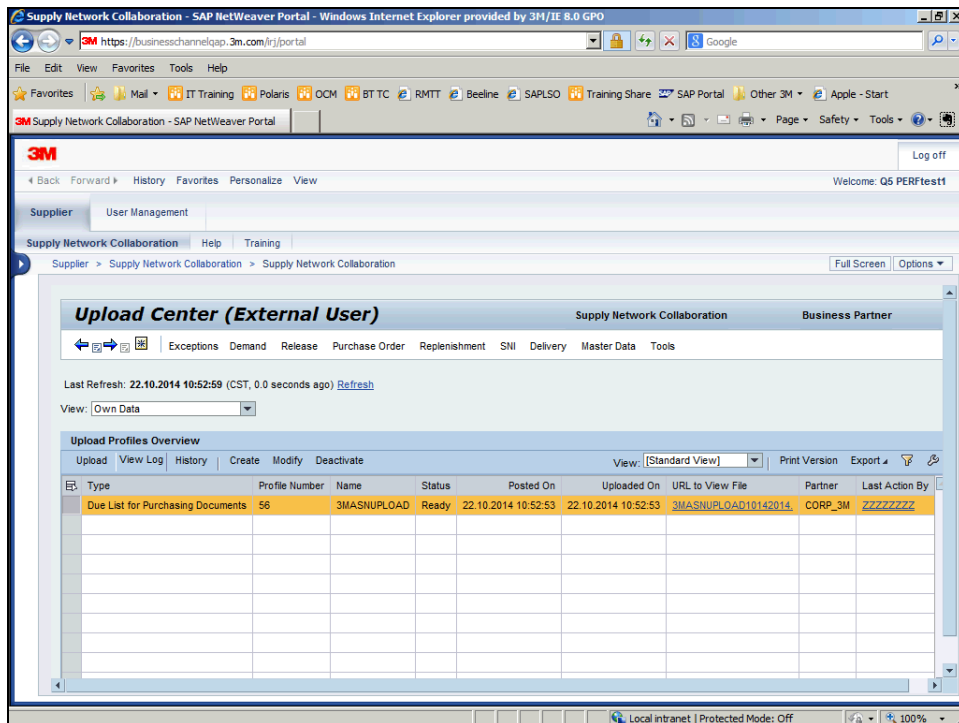 Supply Network Collaboration - SAP NetWeaver Portal - Windows Internet Explorer provided by 3M/IE 8.0 GPO
3M https://businesschannelqap.3m.com/irj/portal
Google
File Edit View Favorites Tools Help
Favorites Mail IT Training Polaris OCM BT TC RMTT Beeline SAPLSO Training Share SAP Portal Other 3M Apple - Start
3M Supply Network Collaboration - SAP NetWeaver Portal
Page Safety Tools
3M
Log off
Back Forward History Favorites Personalize View
Welcome: Q5 PERFtest1
Supplier User Management
Supply Network Collaboration Help Training
Supplier > Supply Network Collaboration > Supply Network Collaboration
Full Screen Options
Upload Center (External User) Supply Network Collaboration Business Partner
Exceptions Demand Release Purchase Order Replenishment SNI Delivery Master Data Tools
Last Refresh: 22.10.2014 10:52:59 (CST, 0.0 seconds ago) Refresh
View: Own Data
Upload Profiles Overview
Upload View Log History Create Modify Deactivate View: [Standard View] Print Version Export
Type Profile Number Name Status Posted On Uploaded On URL to View File Partner Last Action By
Due List for Purchasing Documents 56 3MASNUPLOAD Ready 22.10.2014 10:52:53 22.10.2014 10:52:53 3MASNUPLOAD10142014. CORP_3M ZZZZZZZZ
Local intranet | Protected Mode: Off 100%